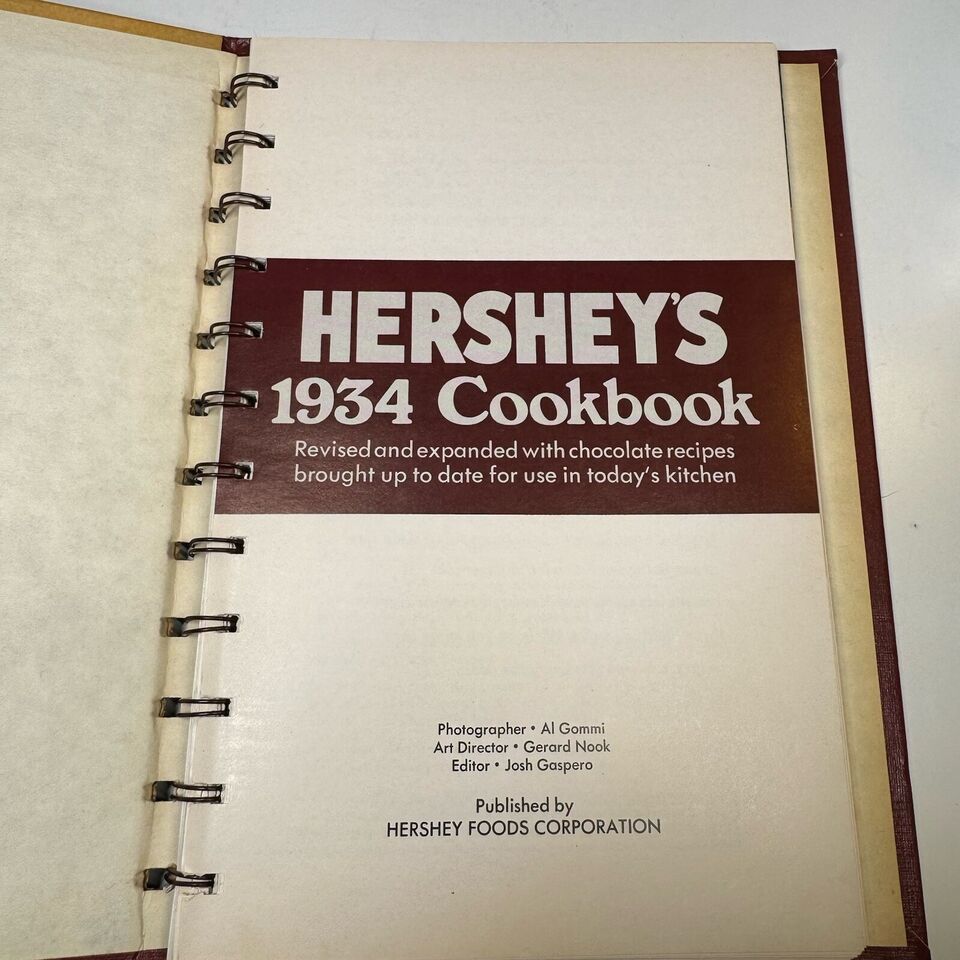 HERSHEY'S
1934 Cookbook
Revised and expanded with chocolate recipes
brought up to date for use in today's kitchen
Photographer • Al Gommi
Art Director • Gerard Nook
Editor • Josh Gaspero
Published by
HERSHEY FOODS CORPORATION